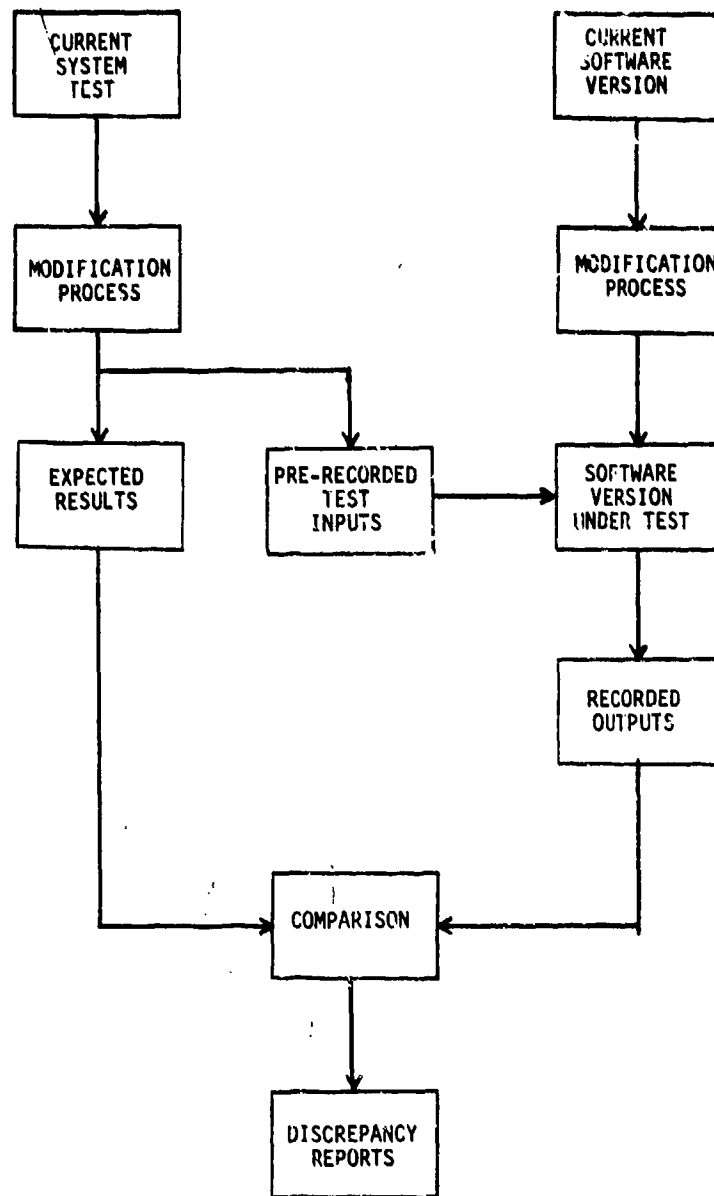 CURRENT
SYSTEM
TEST
CURRENT
SOFTWARE
VERSION
MODIFICATION
PROCESS
MODIFICATION
PROCESS
EXPECTED
RESULTS
PRE-RECORDED
TEST
INPUTS
SOFTWARE
VERSION
UNDER TEST
RECORDED
OUTPUTS
COMPARISON
DISCREPANCY
REPORTS